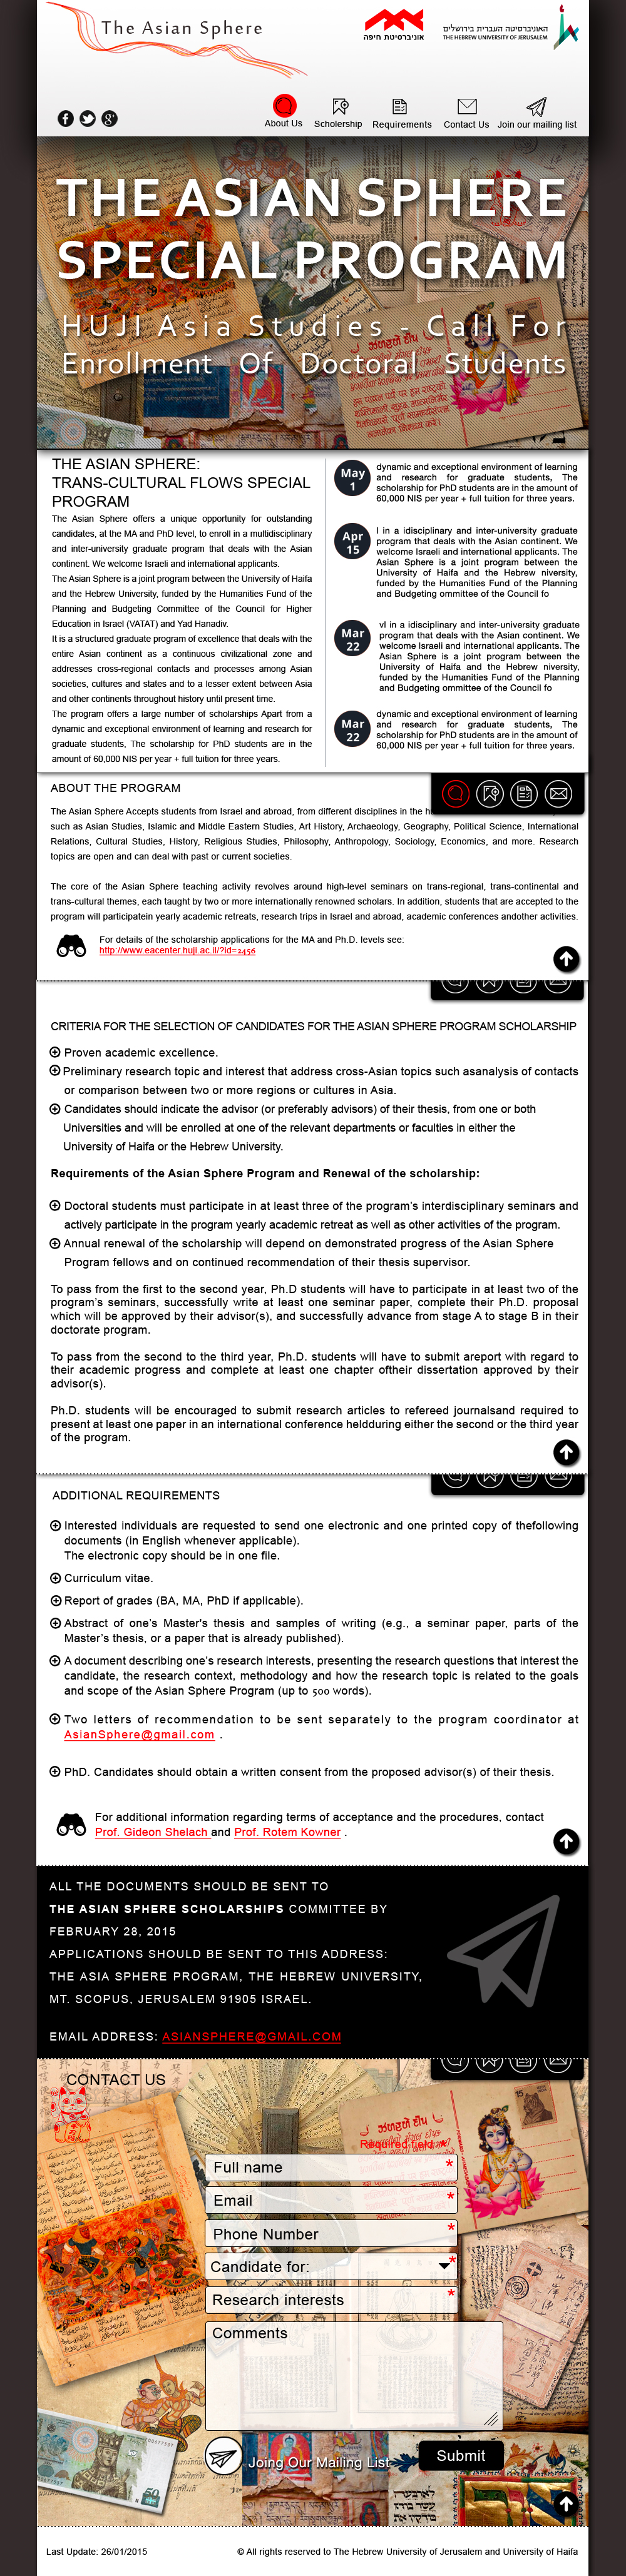 The Asian Sphere
אוניברסיטת חיפה
האוניברסיטה העברית בירושלים
THE HEBREW UNIVERSITY OF JERUSALEM
About Us
Scholership
Requirements
Contact Us
Join our mailing list
THE ASIAN SPHERE
SPECIAL PROGRAM
HUJI Asia Studies - Call For
Enrollment Of Doctoral Students
THE ASIAN SPHERE:
TRANS-CULTURAL FLOWS SPECIAL
PROGRAM
The Asian Sphere offers a unique opportunity for outstanding
candidates, at the MA and PhD level, to enroll in a multidisciplinary
and inter-university graduate program that deals with the Asian
continent. We welcome Israeli and international applicants.
The Asian Sphere is a joint program between the University of Haifa
and the Hebrew University, funded by the Humanities Fund of the
Planning and Budgeting Committee of the Council for Higher
Education in Israel (VATAT) and Yad Hanadiv.
It is a structured graduate program of excellence that deals with the
entire Asian continent as a continuous civilizational zone and
addresses cross-regional contacts and processes among Asian
societies, cultures and states and to a lesser extent between Asia
and other continents throughout history until present time.
The program offers a large number of scholarships Apart from a
dynamic and exceptional environment of learning and research for
graduate students, The scholarship for PhD students are in the
amount of 60,000 NIS per year + full tuition for three years.
May
1
dynamic and exceptional environment of learning
and research for graduate students, The
scholarship for PhD students are in the amount of
60,000 NIS per year + full tuition for three years.
Apr
15
l in a idisciplinary and inter-university graduate
program that deals with the Asian continent. We
welcome Israeli and international applicants. The
Asian Sphere is a joint program between the
University of Haifa and the Hebrew niversity,
funded by the Humanities Fund of the Planning
and Budgeting ommittee of the Council fo
Mar
22
vl in a idisciplinary and inter-university graduate
program that deals with the Asian continent. We
welcome Israeli and international applicants. The
Asian Sphere is a joint program between the
University of Haifa and the Hebrew niversity,
funded by the Humanities Fund of the Planning
and Budgeting ommittee of the Council fo
Mar
22
dynamic and exceptional environment of learning
and research for graduate students, The
scholarship for PhD students are in the amount of
60,000 NIS per year + full tuition for three years.
ABOUT THE PROGRAM
The Asian Sphere Accepts students from Israel and abroad, from different disciplines in the
such as Asian Studies, Islamic and Middle Eastern Studies, Art History, Archaeology, Geography, Political Science, International
Relations, Cultural Studies, History, Religious Studies, Philosophy, Anthropology, Sociology, Economics, and more. Research
topics are open and can deal with past or current societies.
The core of the Asian Sphere teaching activity revolves around high-level seminars on trans-regional, trans-continental and
trans-cultural themes, each taught by two or more internationally renowned scholars. In addition, students that are accepted to the
program will participatein yearly academic retreats, research trips in Israel and abroad, academic conferences andother activities.
For details of the scholarship applications for the MA and Ph.D. levels see:
http://www.eacenter.huji.ac.il/?id=2456
CRITERIA FOR THE SELECTION OF CANDIDATES FOR THE ASIAN SPHERE PROGRAM SCHOLARSHIP
Proven academic excellence.
Preliminary research topic and interest that address cross-Asian topics such asanalysis of contacts
or comparison between two or more regions or cultures in Asia.
Candidates should indicate the advisor (or preferably advisors) of their thesis, from one or both
Universities and will be enrolled at one of the relevant departments or faculties in either the
University of Haifa or the Hebrew University.
Requirements of the Asian Sphere Program and Renewal of the scholarship:
Doctoral students must participate in at least three of the program's interdisciplinary seminars and
actively participate in the program yearly academic retreat as well as other activities of the program.
Annual renewal of the scholarship will depend on demonstrated progress of the Asian Sphere
Program fellows and on continued recommendation of their thesis supervisor.
To pass from the first to the second year, Ph.D students will have to participate in at least two of the
program's seminars, successfully write at least one seminar paper, complete their Ph.D. proposal
which will be approved by their advisor(s), and successfully advance from stage A to stage B in their
doctorate program.
To pass from the second to the third year, Ph.D. students will have to submit areport with regard to
their academic progress and complete at least one chapter oftheir dissertation approved by their
advisor(s).
Ph.D. students will be encouraged to submit research articles to refereed journalsand required to
present at least one paper in an international conference heldduring either the second or the third year
of the program.
ADDITIONAL REQUIREMENTS
Interested individuals are requested to send one electronic and one printed copy of thefollowing
documents (in English whenever applicable).
The electronic copy should be in one file.
Curriculum vitae.
Report of grades (BA, MA, PhD if applicable).
Abstract of one's Master's thesis and samples of writing (e.g., a seminar paper, parts of the
Master's thesis, or a paper that is already published).
A document describing one's research interests, presenting the research questions that interest the
candidate, the research context, methodology and how the research topic is related to the goals
and scope of the Asian Sphere Program (up to 500 words).
Two letters of recommendation to be sent separately to the program coordinator at
AsianSphere@gmail.com .
PhD. Candidates should obtain a written consent from the proposed advisor(s) of their thesis.
For additional information regarding terms of acceptance and the procedures, contact
Prof. Gideon Shelach and Prof. Rotem Kowner .
ALL THE DOCUMENTS SHOULD BE SENT TO
THE ASIAN SPHERE SCHOLARSHIPS COMMITTEE BY
FEBRUARY 28, 2015
APPLICATIONS SHOULD BE SENT TO THIS ADDRESS:
THE ASIA SPHERE PROGRAM, THE HEBREW UNIVERSITY,
MT. SCOPUS, JERUSALEM 91905 ISRAEL.
EMAIL ADDRESS: ASIANSPHERE@GMAIL.COM
CONTACT US
Required field *
Full name *
Email *
Phone Number *
Candidate for: *
Research interests *
Comments
Joing Our Mailing List
Submit
Last Update: 26/01/2015
© All rights reserved to The Hebrew University of Jerusalem and University of Haifa